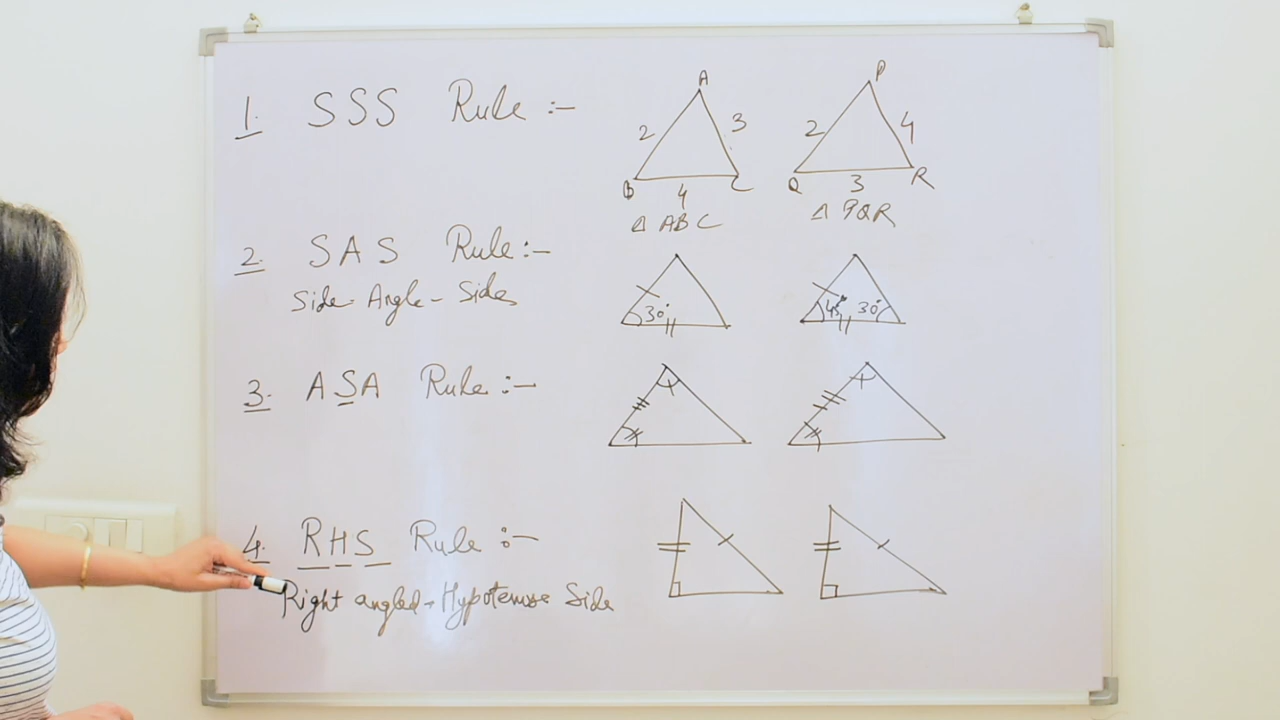 1. SSS Rule :-
A
2 3
B 4 C
Δ ABC
P
2 4
Q 3 R
Δ PQR
2. SAS Rule :-
Side - Angle - Side
30°
45° 30°
3. ASA Rule :-
4. RHS Rule :-
Right angled - Hypotenuse Side